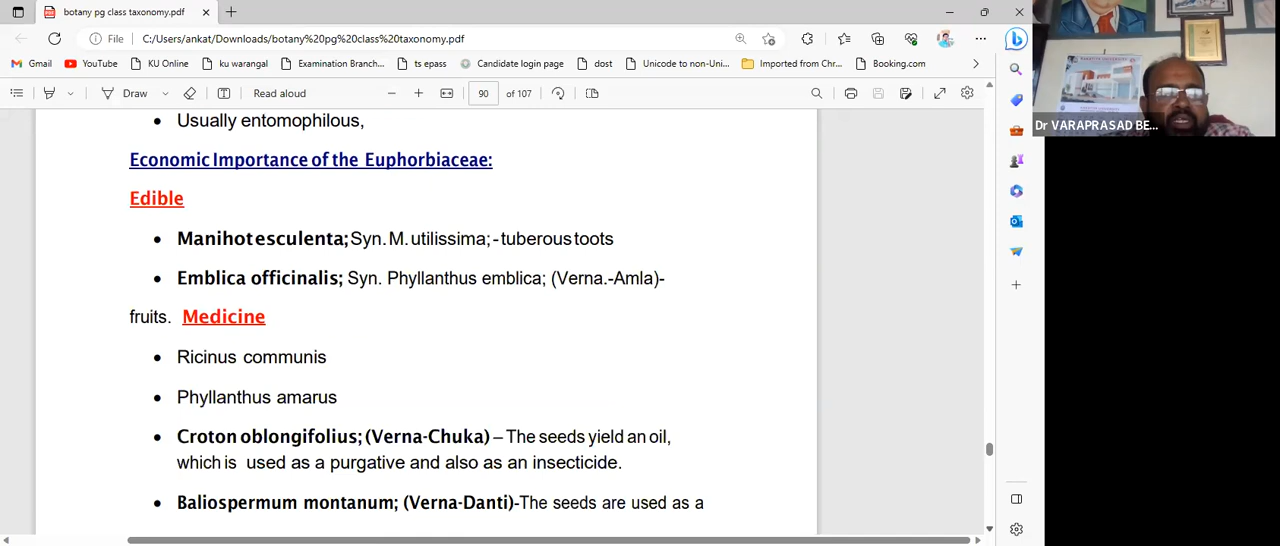 botany pg class taxonomy.pdf
File C:/Users/ankat/Downloads/botany%20pg%20class%20taxonomy.pdf
Gmail YouTube KU Online ku warangal Examination Branch... ts epass Candidate login page dost Unicode to non-Uni... Imported from Chr... Booking.com
Draw Read aloud 90 of 107
Dr VARAPRASAD BE...
• Usually entomophilous,
Economic Importance of the Euphorbiaceae:
Edible
• Manihot esculenta; Syn. M. utilissima; - tuberous toots
• Emblica officinalis; Syn. Phyllanthus emblica; (Verna.-Amla)-
fruits. Medicine
• Ricinus communis
• Phyllanthus amarus
• Croton oblongifolius; (Verna-Chuka) – The seeds yield an oil,
which is used as a purgative and also as an insecticide.
• Baliospermum montanum; (Verna-Danti)-The seeds are used as a